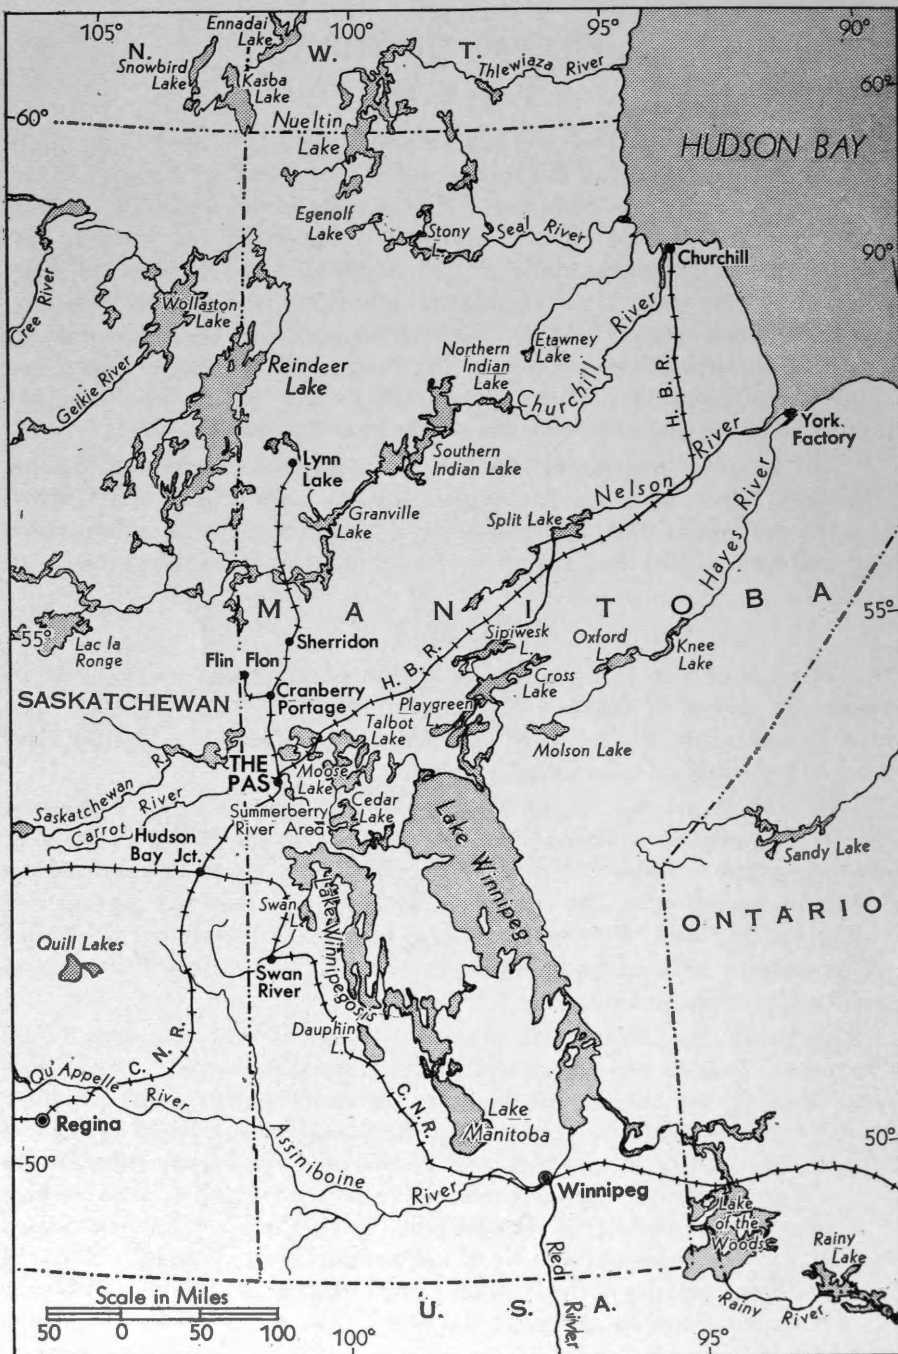 105°
100°
95°
90°
Ennadai
Lake
N. W. T.
Snowbird
Lake
Kasba
Lake
Thlewiaza River
60°
60°
Nueltin
Lake
HUDSON BAY
Egenolf
Lake
Stony
L.
Seal River
90°
Churchill
Cree River
Wollaston
Lake
Etawney
Lake
Northern
Indian
Lake
Churchill River
H. B. R.
Geikie River
Reindeer
Lake
York
Factory
Lynn
Lake
Southern
Indian Lake
Nelson River
Granville
Lake
Split Lake
Hayes River
MANITOBA
55°
55°
Lac la
Ronge
Sherridon
Sipiwesk
L.
Oxford
L.
Knee
Lake
Flin Flon
H. B. R.
Cross
Lake
SASKATCHEWAN
Cranberry
Portage
Playgreen
L.
Talbot
Lake
Molson Lake
THE
PAS
Moose
Lake
Saskatchewan R.
Carrot River
Summerberry
River Area
Cedar
Lake
Lake Winnipeg
Hudson
Bay Jct.
Sandy Lake
Swan
L.
Lake Winnipegosis
ONTARIO
Quill Lakes
Swan
River
Dauphin
L.
C. N. R.
Qu'Appelle River
C. N. R.
Lake
Manitoba
Regina
Assiniboine River
50°
50°
Winnipeg
Lake
of the
Woods
Rainy
Lake
Red River
Rainy River
Scale in Miles
50 0 50 100
U. S. A.
100°
95°